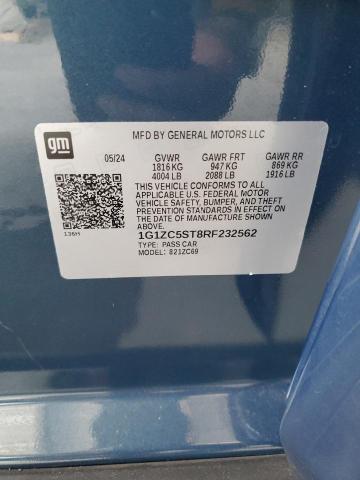 gm
MFD BY GENERAL MOTORS LLC
05/24 GVWR GAWR FRT GAWR RR
1816 KG 947 KG 869 KG
4004 LB 2088 LB 1916 LB
THIS VEHICLE CONFORMS TO ALL
APPLICABLE U.S. FEDERAL MOTOR
VEHICLE SAFETY, BUMPER, AND THEFT
PREVENTION STANDARDS IN EFFECT ON
THE DATE OF MANUFACTURE SHOWN ABOVE.
1G1ZC5ST8RF232562
136H
TYPE: PASS CAR
MODEL: 821ZC69